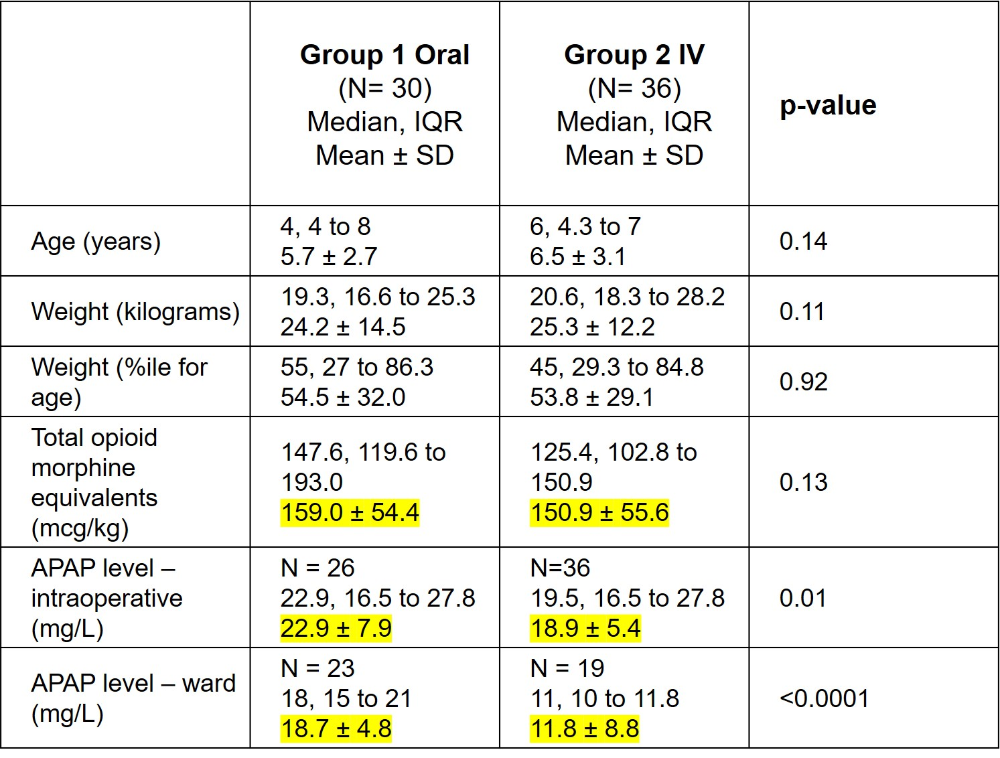 Group 1 Oral
(N= 30)
Median, IQR
Mean ± SD
Group 2 IV
(N= 36)
Median, IQR
Mean ± SD
p-value
Age (years)
4, 4 to 8
5.7 ± 2.7
6, 4.3 to 7
6.5 ± 3.1
0.14
Weight (kilograms)
19.3, 16.6 to 25.3
24.2 ± 14.5
20.6, 18.3 to 28.2
25.3 ± 12.2
0.11
Weight (%ile for
age)
55, 27 to 86.3
54.5 ± 32.0
45, 29.3 to 84.8
53.8 ± 29.1
0.92
Total opioid
morphine
equivalents
(mcg/kg)
147.6, 119.6 to
193.0
159.0 ± 54.4
125.4, 102.8 to
150.9
150.9 ± 55.6
0.13
APAP level –
intraoperative
(mg/L)
N = 26
22.9, 16.5 to 27.8
22.9 ± 7.9
N=36
19.5, 16.5 to 27.8
18.9 ± 5.4
0.01
APAP level – ward
(mg/L)
N = 23
18, 15 to 21
18.7 ± 4.8
N = 19
11, 10 to 11.8
11.8 ± 8.8
<0.0001